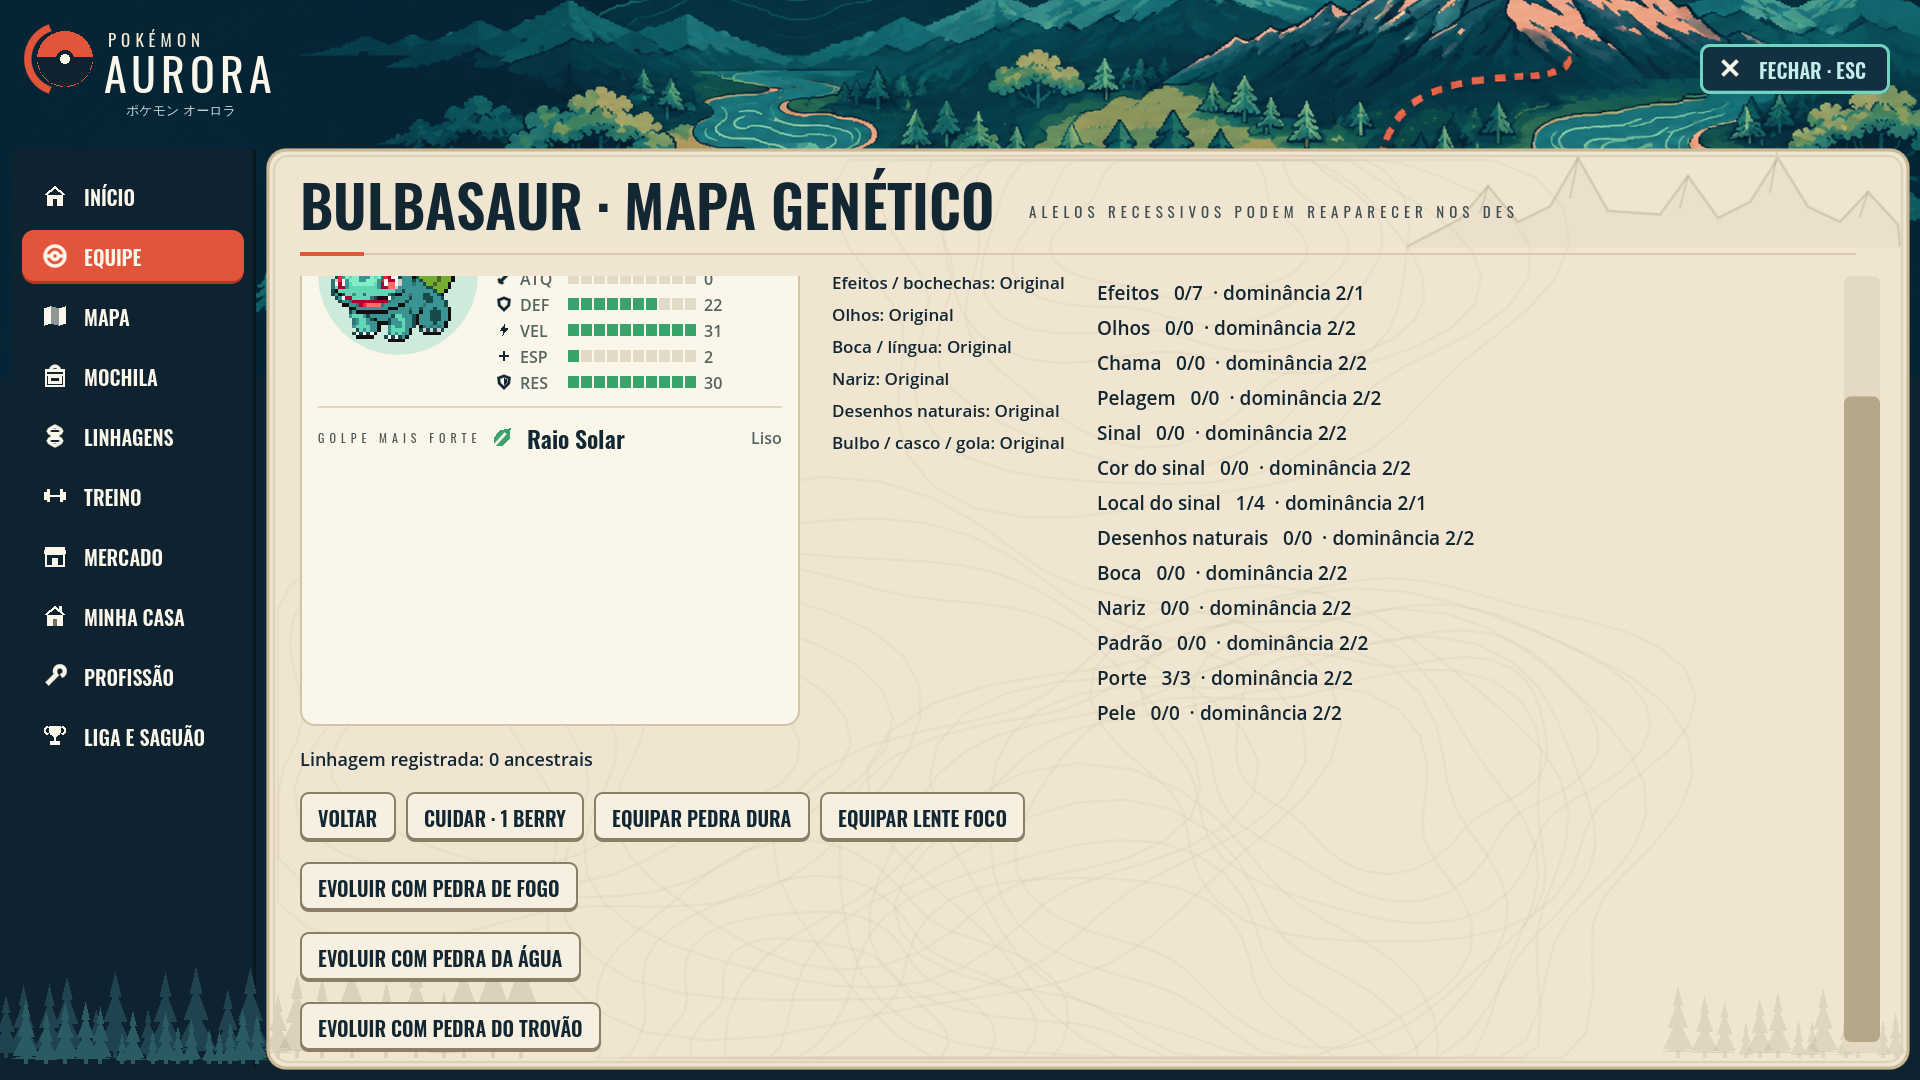 POKÉMON
AURORA
ポケモン オーロラ
FECHAR · ESC
INÍCIO
EQUIPE
MAPA
MOCHILA
LINHAGENS
TREINO
MERCADO
MINHA CASA
PROFISSÃO
LIGA E SAGUÃO
BULBASAUR · MAPA GENÉTICO
ALELOS RECESSIVOS PODEM REAPARECER NOS DES
ATQ 0
DEF 22
VEL 31
ESP 2
RES 30
GOLPE MAIS FORTE Raio Solar Liso
Efeitos / bochechas: Original
Olhos: Original
Boca / língua: Original
Nariz: Original
Desenhos naturais: Original
Bulbo / casco / gola: Original
Efeitos 0/7 · dominância 2/1
Olhos 0/0 · dominância 2/2
Chama 0/0 · dominância 2/2
Pelagem 0/0 · dominância 2/2
Sinal 0/0 · dominância 2/2
Cor do sinal 0/0 · dominância 2/2
Local do sinal 1/4 · dominância 2/1
Desenhos naturais 0/0 · dominância 2/2
Boca 0/0 · dominância 2/2
Nariz 0/0 · dominância 2/2
Padrão 0/0 · dominância 2/2
Porte 3/3 · dominância 2/2
Pele 0/0 · dominância 2/2
Linhagem registrada: 0 ancestrais
VOLTAR
CUIDAR · 1 BERRY
EQUIPAR PEDRA DURA
EQUIPAR LENTE FOCO
EVOLUIR COM PEDRA DE FOGO
EVOLUIR COM PEDRA DA ÁGUA
EVOLUIR COM PEDRA DO TROVÃO